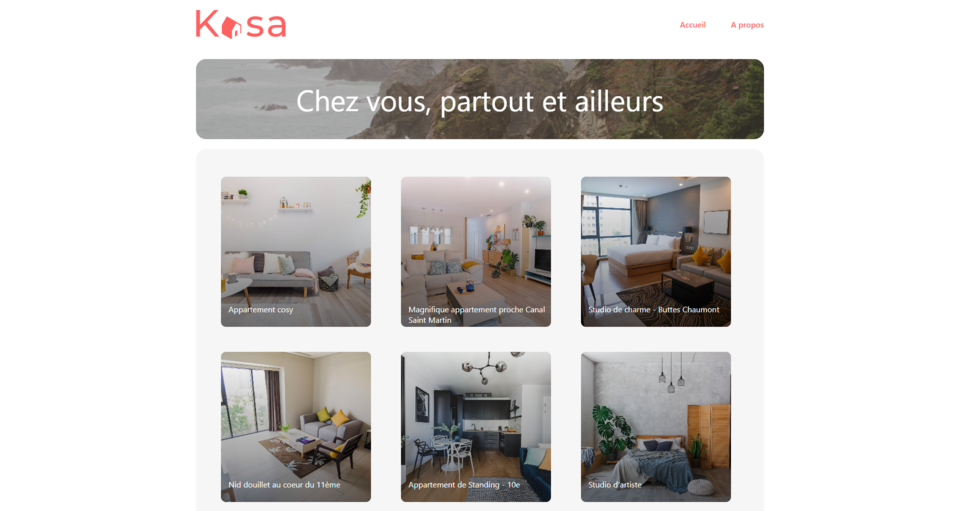 Kasa
Accueil
A propos
Chez vous, partout et ailleurs
Appartement cosy
Magnifique appartement proche Canal
Saint Martin
Studio de charme - Buttes Chaumont
Nid douillet au coeur du 11ème
Appartement de Standing - 10e
Studio d'artiste